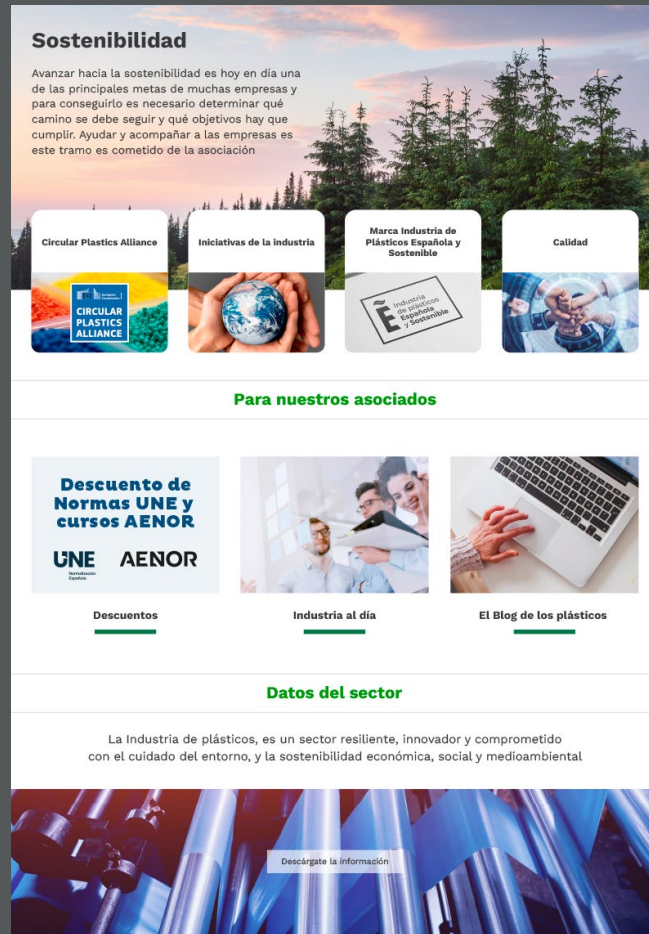 Sostenibilidad
Avanzar hacia la sostenibilidad es hoy en día una
de las principales metas de muchas empresas y
para conseguirlo es necesario determinar qué
camino se debe seguir y qué objetivos hay que
cumplir. Ayudar y acompañar a las empresas es
este tramo es cometido de la asociación
Circular Plastics Alliance
CIRCULAR
PLASTICS
ALLIANCE
Iniciativas de la industria
Marca Industria de
Plásticos Española y
Sostenible
Industria
de plásticos
Española
y Sostenible
Calidad
Para nuestros asociados
Descuento de
Normas UNE y
cursos AENOR
UNE
Normalización
Española
AENOR
Descuentos
Industria al día
El Blog de los plásticos
Datos del sector
La Industria de plásticos, es un sector resiliente, innovador y comprometido
con el cuidado del entorno, y la sostenibilidad económica, social y medioambiental
Descárgate la información